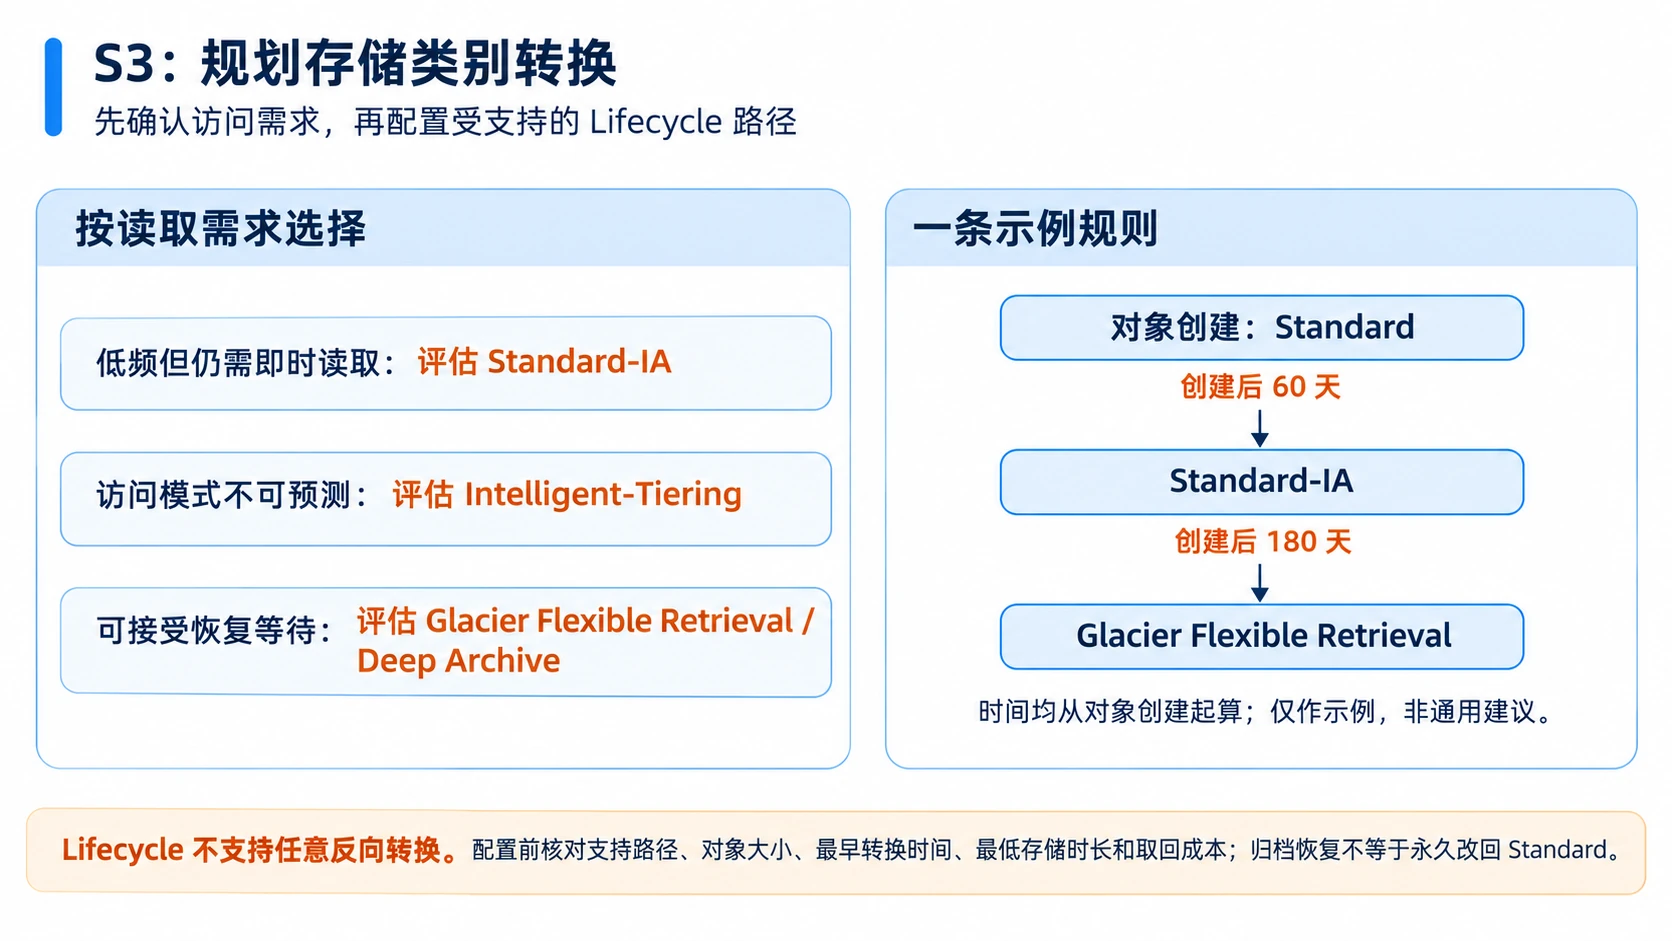 S3：规划存储类别转换
先确认访问需求，再配置受支持的 Lifecycle 路径
按读取需求选择
低频但仍需即时读取： 评估 Standard-IA
访问模式不可预测： 评估 Intelligent-Tiering
可接受恢复等待： 评估 Glacier Flexible Retrieval /
Deep Archive
一条示例规则
对象创建：Standard
创建后 60 天
Standard-IA
创建后 180 天
Glacier Flexible Retrieval
时间均从对象创建起算；仅作示例，非通用建议。
Lifecycle 不支持任意反向转换。配置前核对支持路径、对象大小、最早转换时间、最低存储时长和取回成本；归档恢复不等于永久改回 Standard。